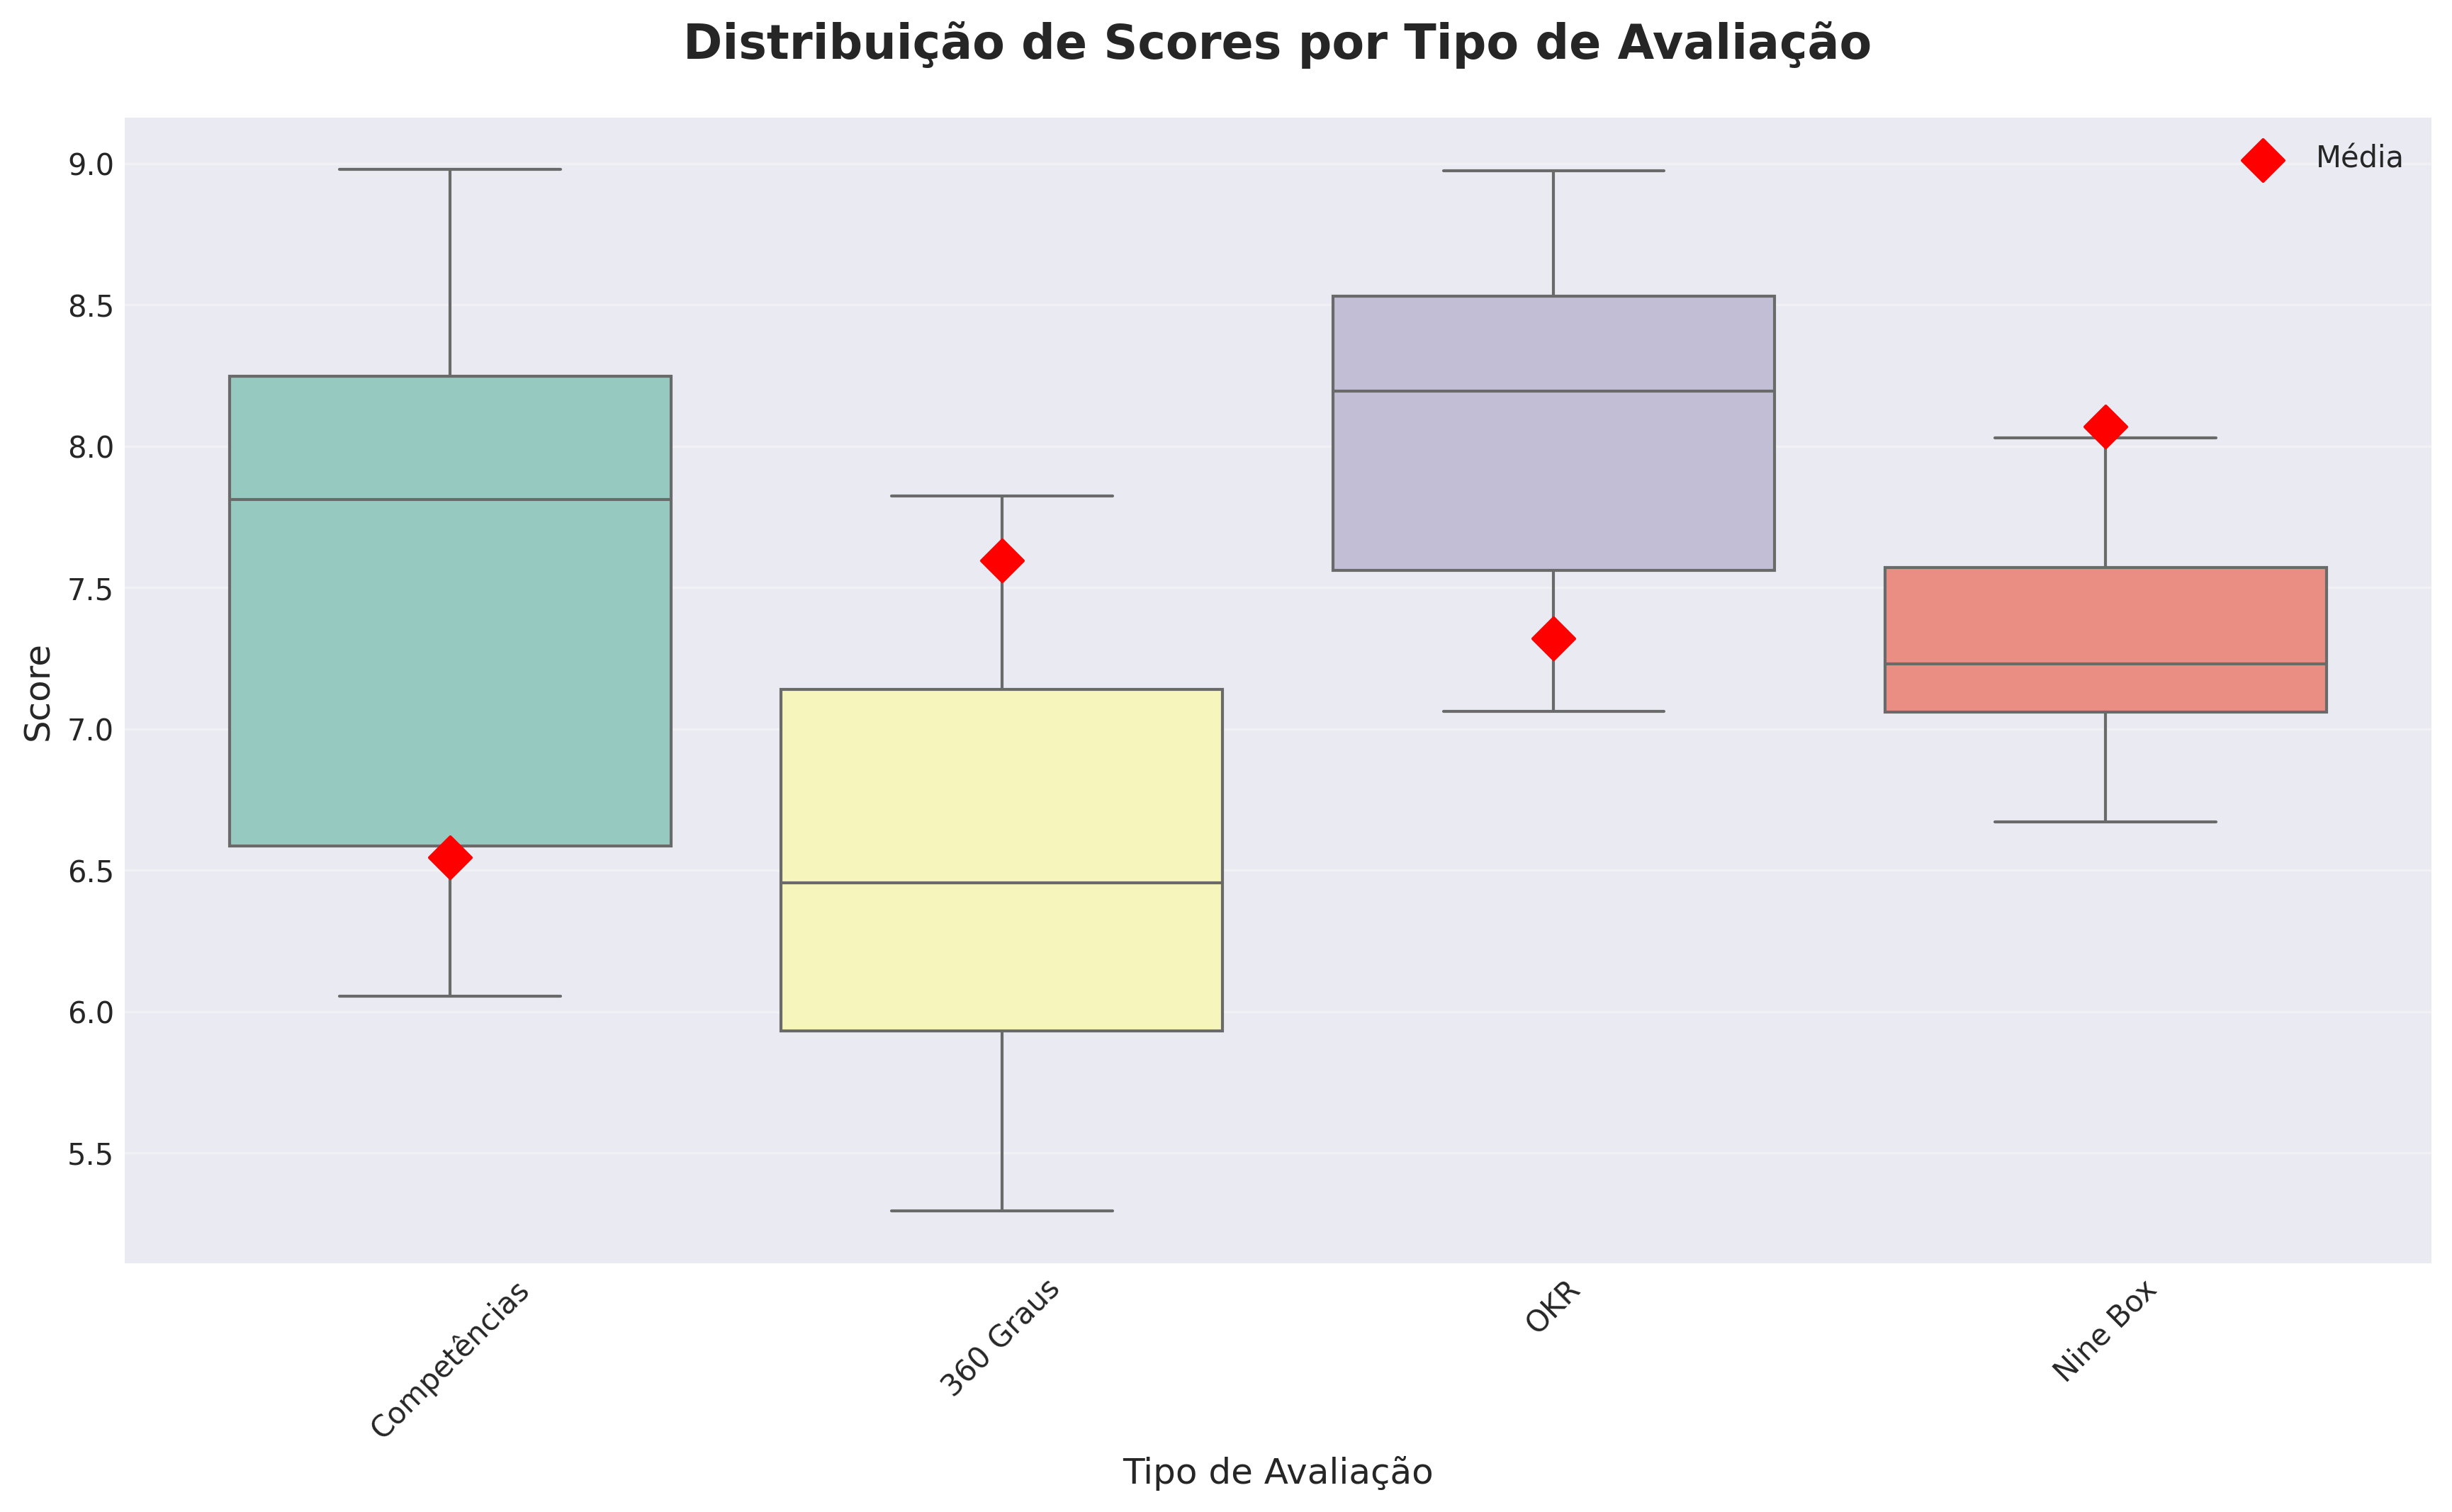 Distribuição de Scores por Tipo de Avaliação
Média
9.0
8.5
8.0
7.5
7.0
6.5
6.0
5.5
Score
Competências
360 Graus
OKR
Nine Box
Tipo de Avaliação